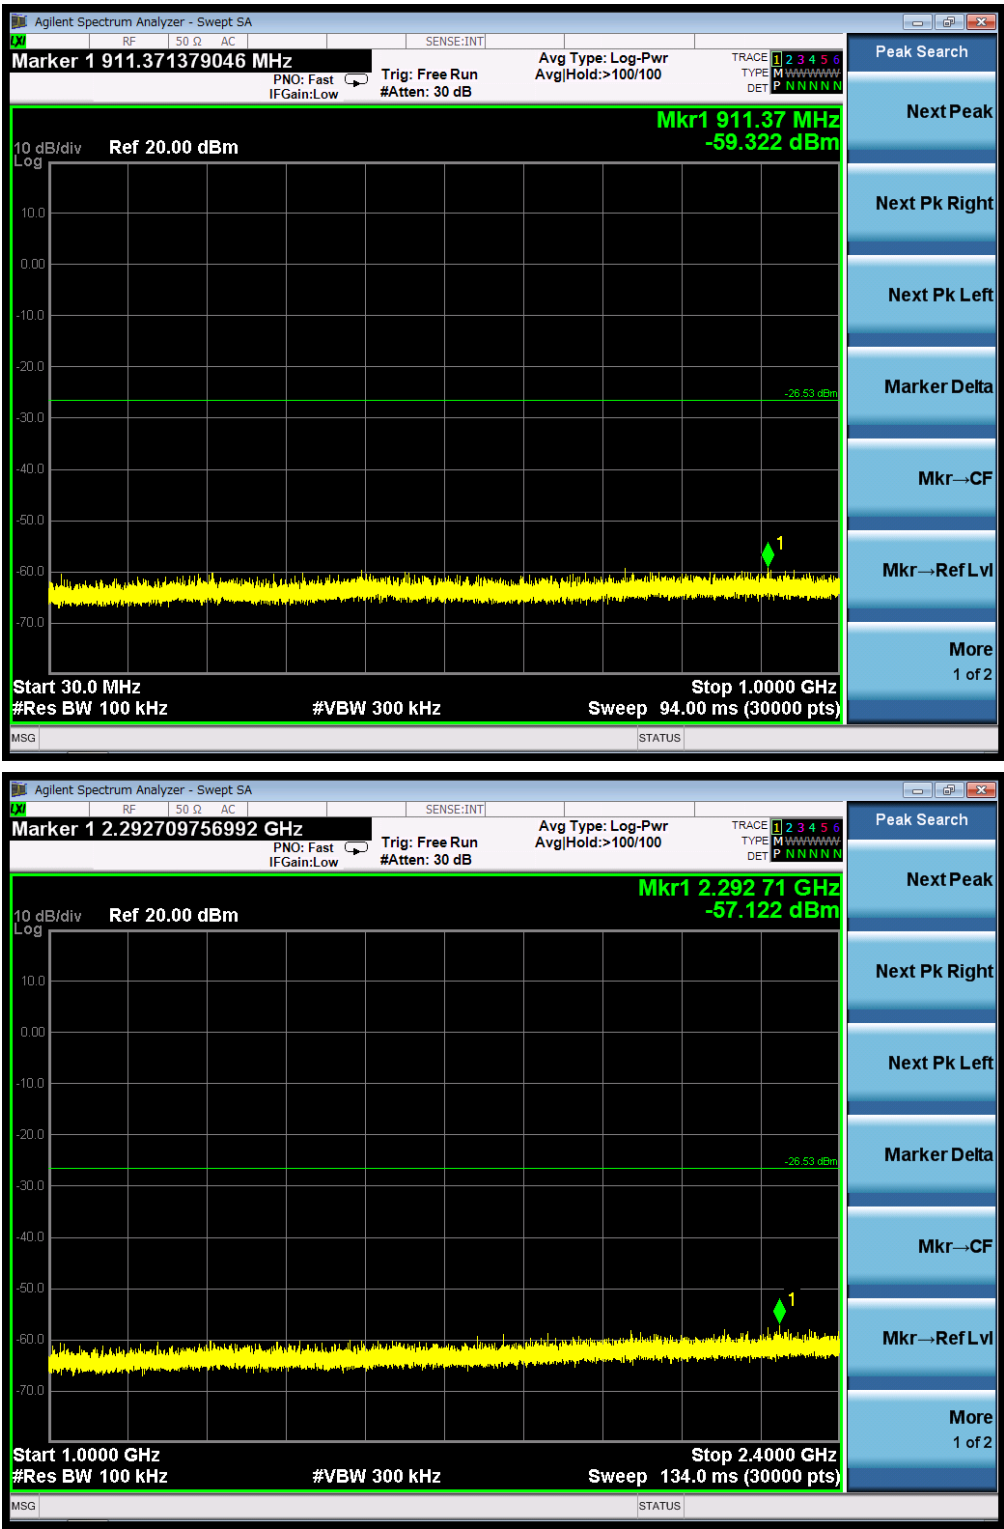 Agilent Spectrum Analyzer - Swept SA
LXI RF 50 Ω AC SENSE:INT
Marker 1 911.371379046 MHz
PNO: Fast
IFGain:Low
Trig: Free Run
#Atten: 30 dB
Avg Type: Log-Pwr
Avg|Hold:>100/100
TRACE 1 2 3 4 5 6
TYPE M WWWWW
DET P N N N N N
Mkr1 911.37 MHz
-59.322 dBm
10 dB/div Ref 20.00 dBm
Log
10.0
0.00
-10.0
-20.0
-26.53 dBm
-30.0
-40.0
-50.0
1
-60.0
-70.0
Start 30.0 MHz Stop 1.0000 GHz
#Res BW 100 kHz #VBW 300 kHz Sweep 94.00 ms (30000 pts)
MSG STATUS
Peak Search
Next Peak
Next Pk Right
Next Pk Left
Marker Delta
Mkr→CF
Mkr→Ref Lvl
More
1 of 2
Agilent Spectrum Analyzer - Swept SA
LXI RF 50 Ω AC SENSE:INT
Marker 1 2.292709756992 GHz
PNO: Fast
IFGain:Low
Trig: Free Run
#Atten: 30 dB
Avg Type: Log-Pwr
Avg|Hold:>100/100
TRACE 1 2 3 4 5 6
TYPE M WWWWW
DET P N N N N N
Mkr1 2.292 71 GHz
-57.122 dBm
10 dB/div Ref 20.00 dBm
Log
10.0
0.00
-10.0
-20.0
-26.53 dBm
-30.0
-40.0
-50.0
1
-60.0
-70.0
Start 1.0000 GHz Stop 2.4000 GHz
#Res BW 100 kHz #VBW 300 kHz Sweep 134.0 ms (30000 pts)
MSG STATUS
Peak Search
Next Peak
Next Pk Right
Next Pk Left
Marker Delta
Mkr→CF
Mkr→Ref Lvl
More
1 of 2